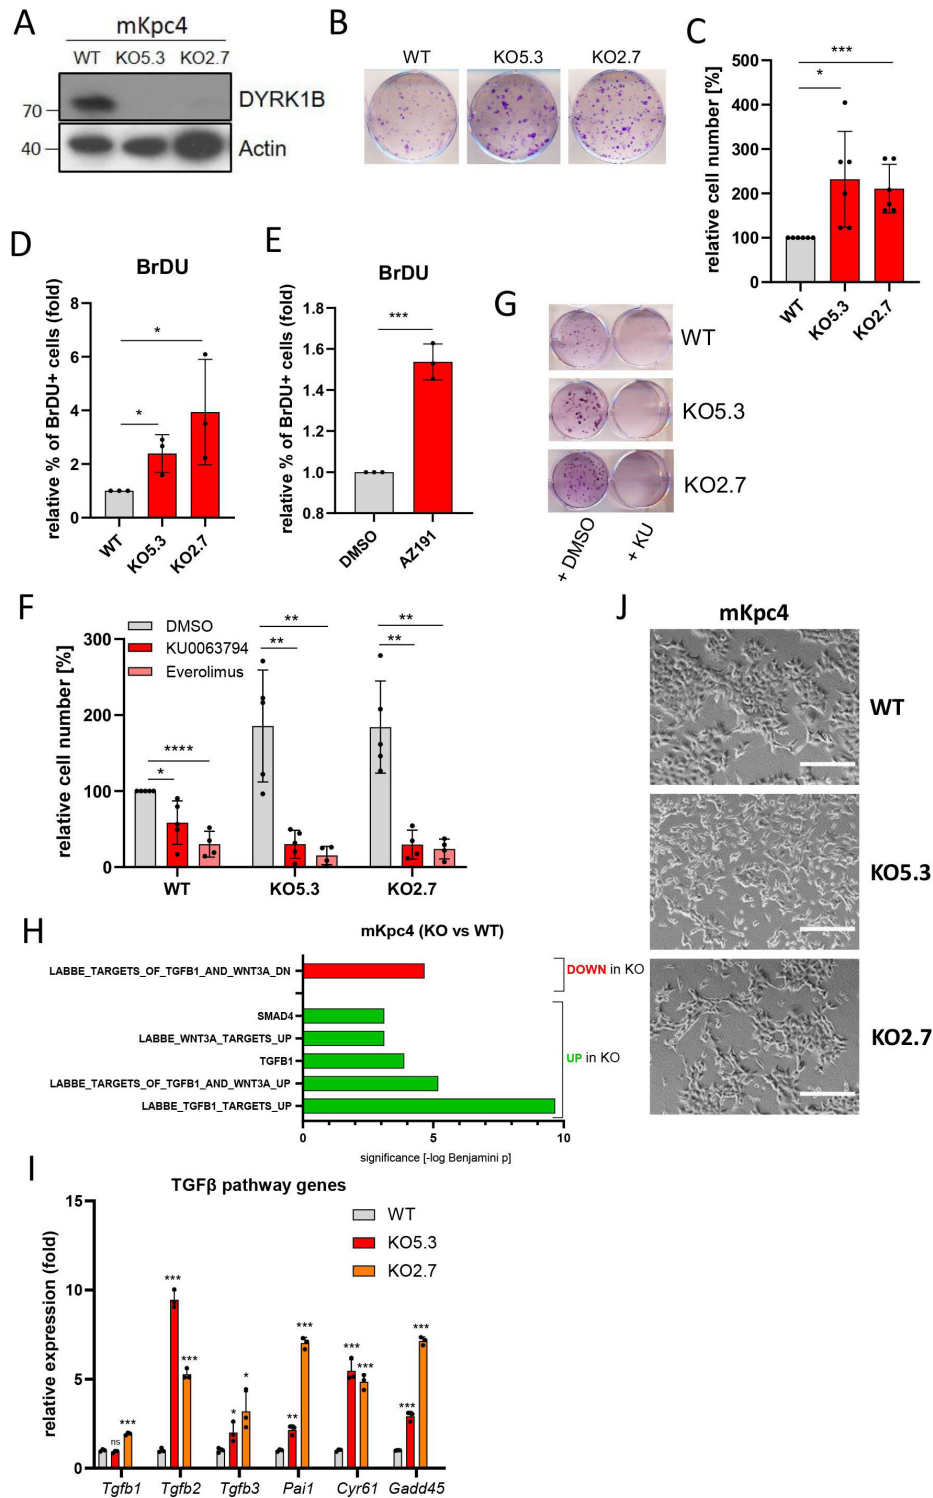 A
mKpc4
WT KO5.3 KO2.7
70
DYRK1B
40
Actin
B
WT KO5.3 KO2.7
C
relative cell number [%]
500
400
300
200
100
0
***
*
WT KO5.3 KO2.7
D
BrDU
relative % of BrDU+ cells (fold)
8
6
4
2
0
*
*
WT KO5.3 KO2.7
E
BrDU
relative % of BrDU+ cells (fold)
1.8
1.6
1.4
1.2
1.0
0.8
***
DMSO AZ191
G
WT
KO5.3
KO2.7
+ DMSO + KU
F
DMSO
KU0063794
Everolimus
relative cell number [%]
300
200
100
0
****
*
**
**
**
**
WT KO5.3 KO2.7
J
mKpc4
WT
KO5.3
KO2.7
H
mKpc4 (KO vs WT)
LABBE_TARGETS_OF_TGFB1_AND_WNT3A_DN
DOWN in KO
SMAD4
LABBE_WNT3A_TARGETS_UP
TGFB1
UP in KO
LABBE_TARGETS_OF_TGFB1_AND_WNT3A_UP
LABBE_TGFB1_TARGETS_UP
0 5 10
significance [-log Benjamini p]
I
TGFβ pathway genes
WT
KO5.3
KO2.7
relative expression (fold)
15
10
5
0
ns *** *** *** * * ** *** *** *** *** ***
Tgfb1 Tgfb2 Tgfb3 Pai1 Cyr61 Gadd45